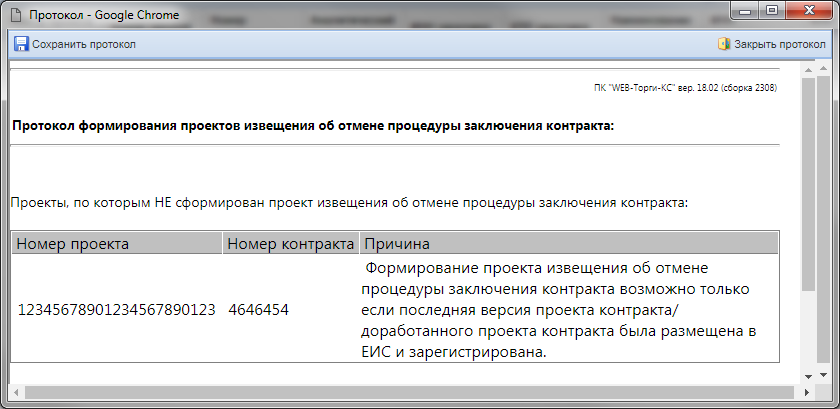 Протокол - Google Chrome
Сохранить протокол
Закрыть протокол
ПК "WEB-Торги-КС" вер. 18.02 (сборка 2308)
Протокол формирования проектов извещения об отмене процедуры заключения контракта:
Проекты, по которым НЕ сформирован проект извещения об отмене процедуры заключения контракта:
Номер проекта Номер контракта Причина
12345678901234567890123 4646454 Формирование проекта извещения об отмене
процедуры заключения контракта возможно только
если последняя версия проекта контракта/
доработанного проекта контракта была размещена в
ЕИС и зарегистрирована.